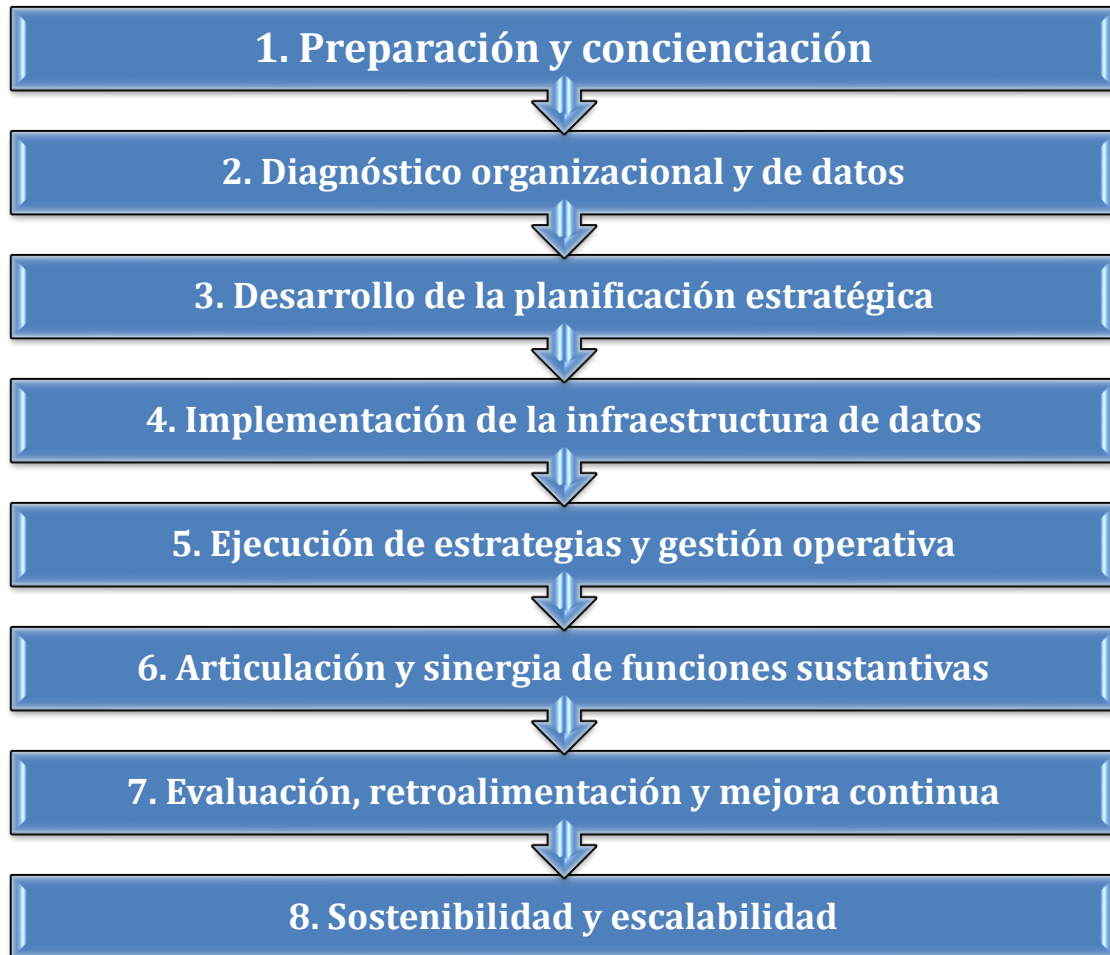 1. Preparación y concienciación
2. Diagnóstico organizacional y de datos
3. Desarrollo de la planificación estratégica
4. Implementación de la infraestructura de datos
5. Ejecución de estrategias y gestión operativa
6. Articulación y sinergia de funciones sustantivas
7. Evaluación, retroalimentación y mejora continua
8. Sostenibilidad y escalabilidad